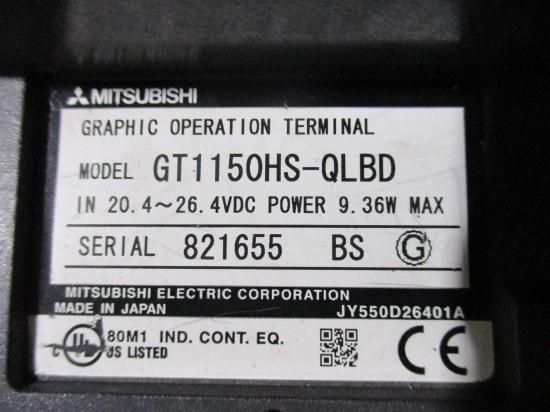 MITSUBISHI
GRAPHIC OPERATION TERMINAL
MODEL GT1150HS-QLBD
IN 20.4～26.4VDC POWER 9.36W MAX
SERIAL 821655 BS G
MITSUBISHI ELECTRIC CORPORATION
MADE IN JAPAN JY550D26401A
C UL US LISTED 80M1 IND. CONT. EQ.
CE